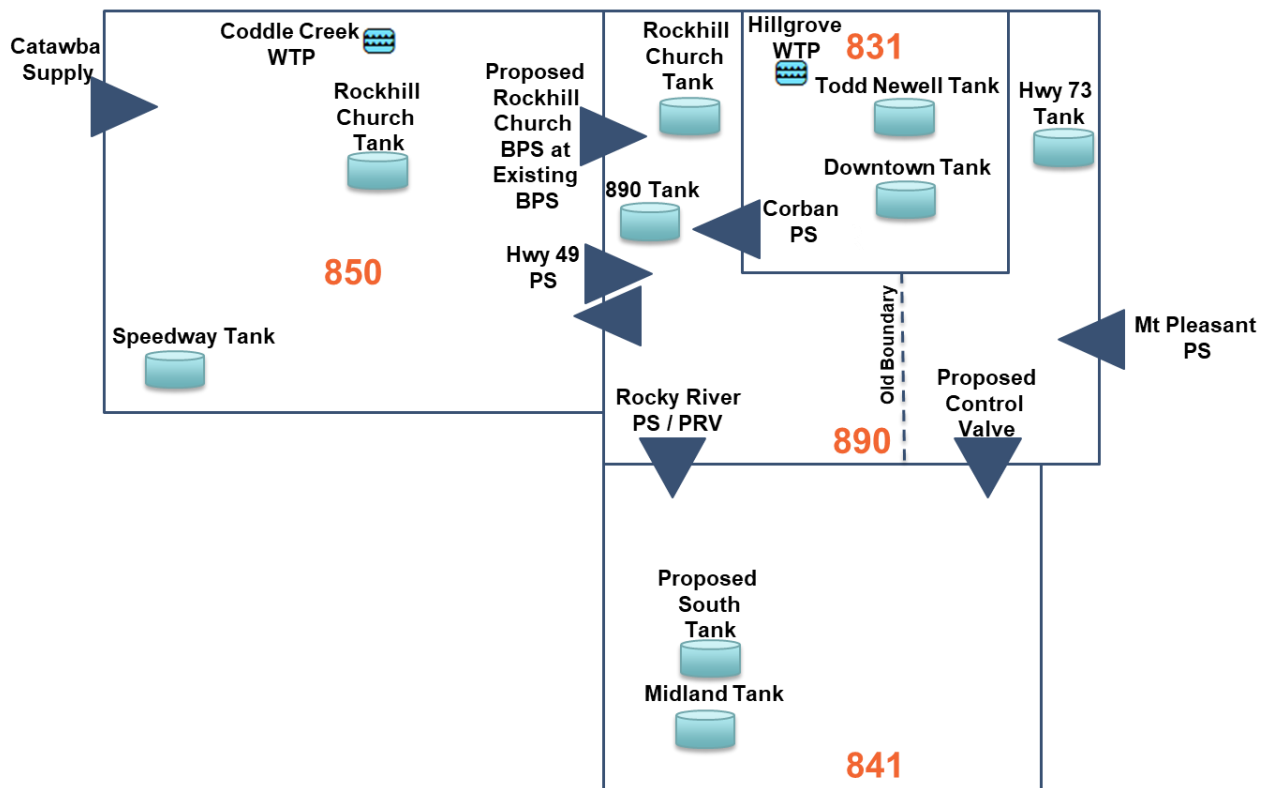 Catawba
Supply
Coddle Creek
WTP
Rockhill
Church
Tank
850
Speedway Tank
Proposed
Rockhill
Church
BPS at
Existing
BPS
Hwy 49
PS
Rockhill
Church
Tank
890 Tank
Hillgrove
WTP
831
Todd Newell Tank
Downtown Tank
Corban
PS
Hwy 73
Tank
Old Boundary
Mt Pleasant
PS
Rocky River
PS / PRV
890
Proposed
Control
Valve
Proposed
South
Tank
Midland Tank
841